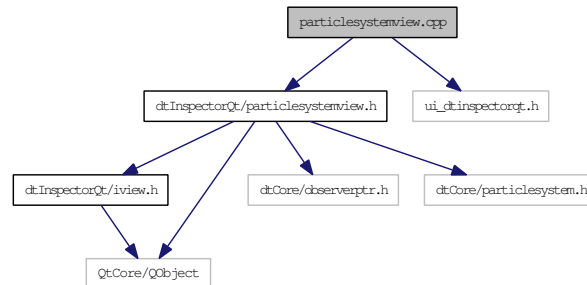 particlesystemview.cpp
dtInspectorQt/particlesystemview.h
ui_dtinspectorqt.h
dtInspectorQt/iview.h
dtCore/observerptr.h
dtCore/particlesystem.h
QtCore/QObject